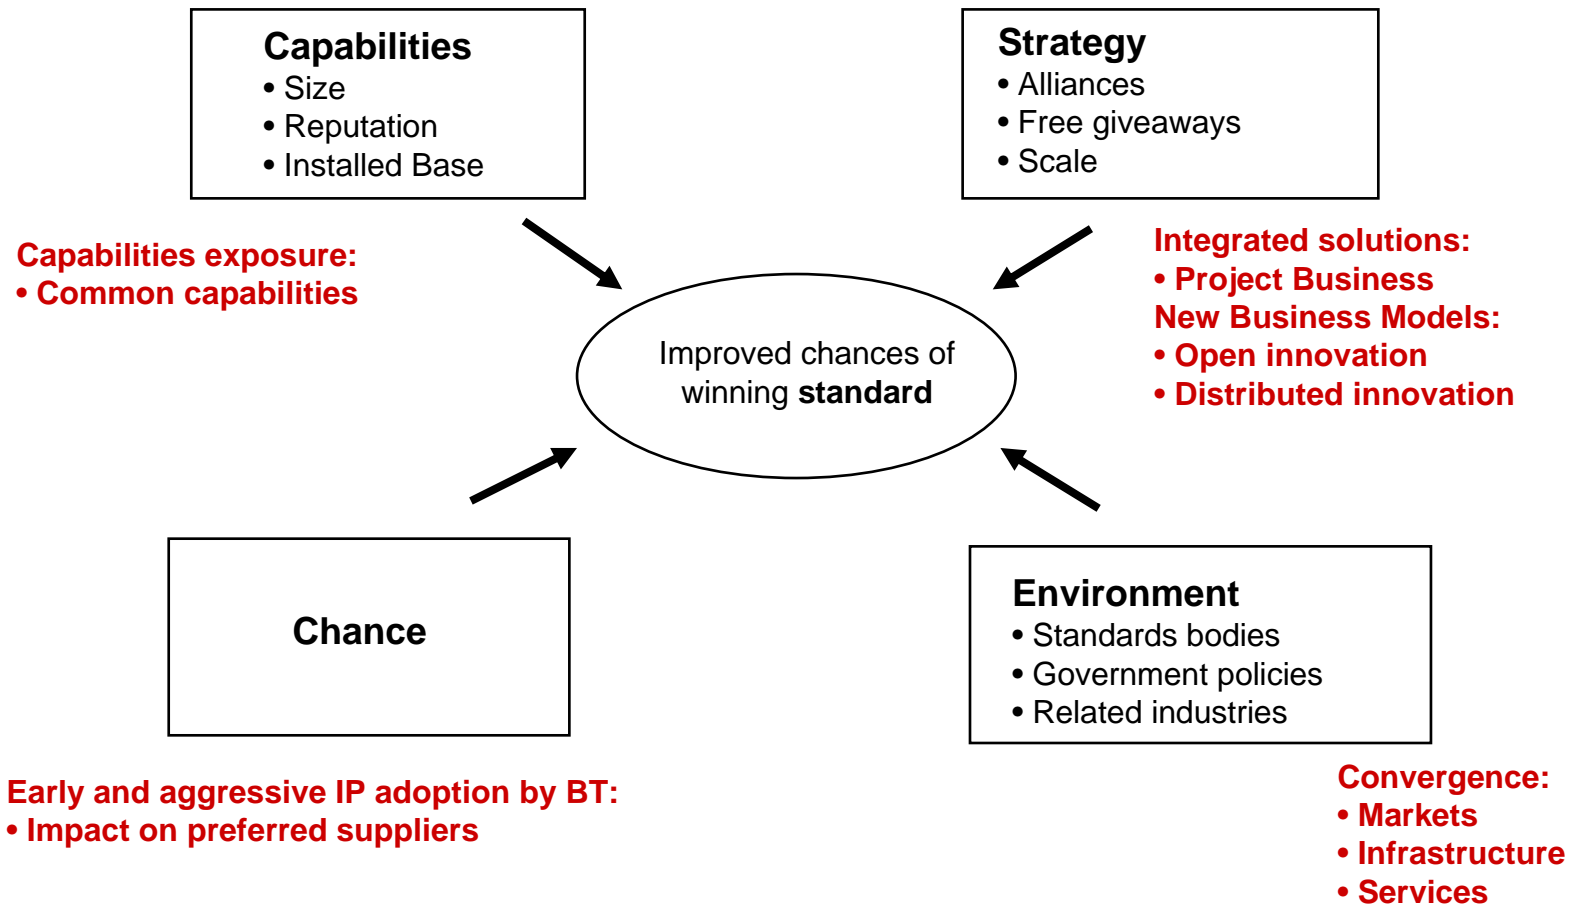 Capabilities
• Size
• Reputation
• Installed Base
Strategy
• Alliances
• Free giveaways
• Scale
Capabilities exposure:
• Common capabilities
Integrated solutions:
• Project Business
New Business Models:
• Open innovation
• Distributed innovation
Improved chances of
winning standard
Chance
Environment
• Standards bodies
• Government policies
• Related industries
Early and aggressive IP adoption by BT:
• Impact on preferred suppliers
Convergence:
• Markets
• Infrastructure
• Services